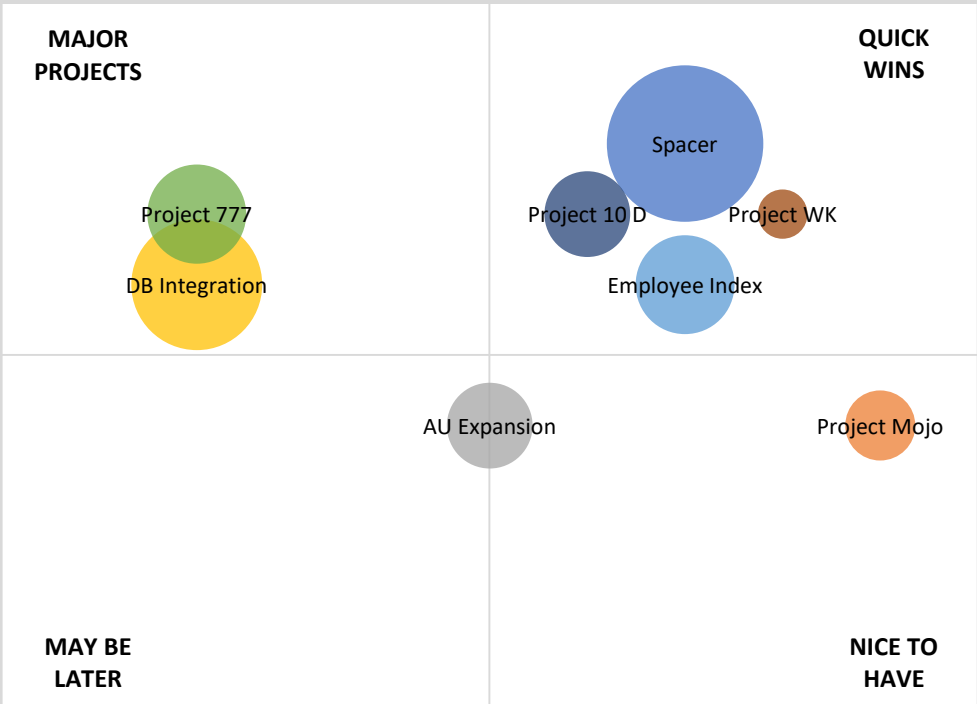 MAJOR
PROJECTS
QUICK
WINS
Spacer
Project 777
Project 10 D
Project WK
DB Integration
Employee Index
AU Expansion
Project Mojo
MAY BE
LATER
NICE TO
HAVE